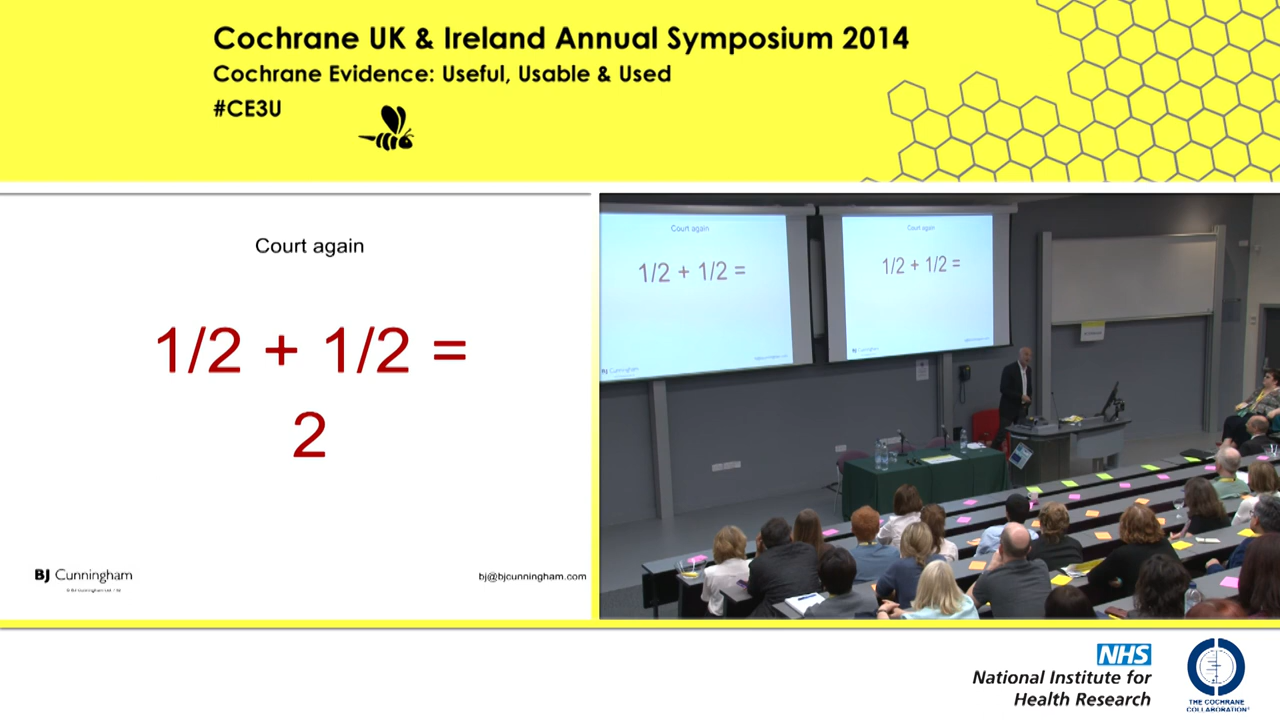 Cochrane UK & Ireland Annual Symposium 2014
Cochrane Evidence: Useful, Usable & Used
#CE3U
Court again
1/2 + 1/2 =
2
BJ Cunningham
bj@bjcunningham.com
Court again
1/2 + 1/2 =
BJ Cunningham
Court again
1/2 + 1/2 =
NHS
National Institute for
Health Research
THE COCHRANE
COLLABORATION®